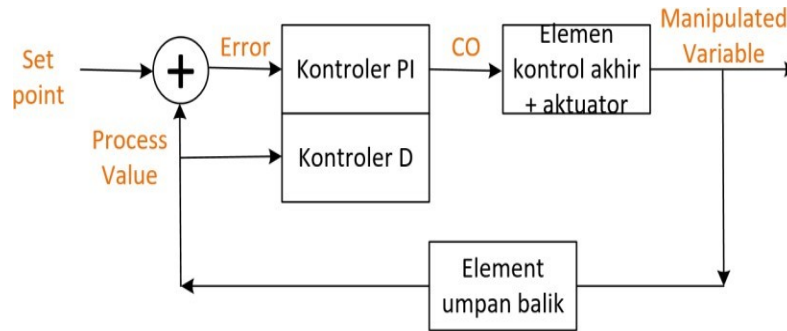 Set
point
+
Error
Kontroler PI
CO
Elemen
kontrol akhir
+ aktuator
Manipulated
Variable
Process
Value
Kontroler D
Element
umpan balik